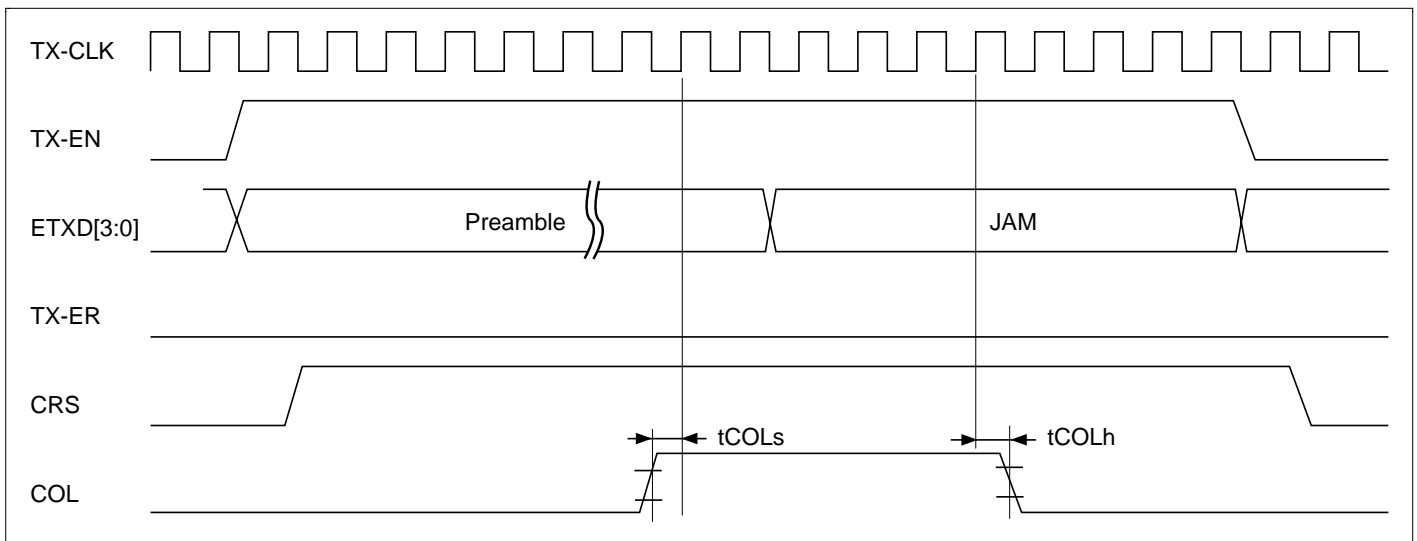 TX-CLK
TX-EN
ETXD[3:0]
Preamble
JAM
TX-ER
CRS
tCOLs
tCOLh
COL